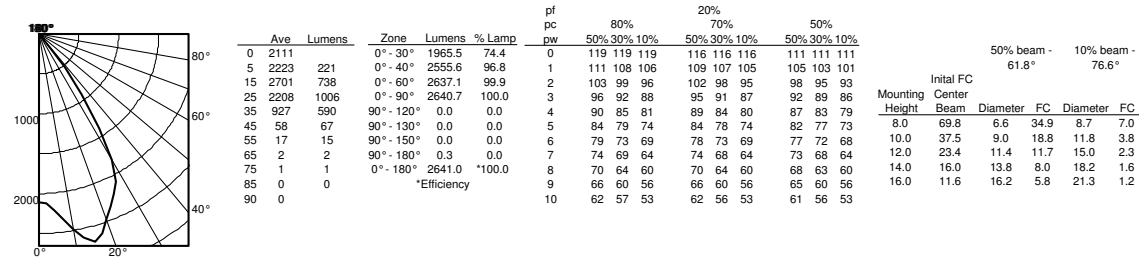 180°
80°
60°
40°
1000
2000
0° 20°
Ave Lumens
0 2111
5 2223 221
15 2701 738
25 2208 1006
35 927 590
45 58 67
55 17 15
65 2 2
75 1 1
85 0 0
90 0
Zone Lumens % Lamp
0° - 30° 1965.5 74.4
0° - 40° 2555.6 96.8
0° - 60° 2637.1 99.9
0° - 90° 2640.7 100.0
90° - 120° 0.0 0.0
90° - 130° 0.0 0.0
90° - 150° 0.0 0.0
90° - 180° 0.3 0.0
0° - 180° 2641.0 *100.0
*Efficiency
pf 20%
pc 80% 70% 50%
pw 50% 30% 10% 50% 30% 10% 50% 30% 10%
0 119 119 119 116 116 116 111 111 111
1 111 108 106 109 107 105 105 103 101
2 103 99 96 102 98 95 98 95 93
3 96 92 88 95 91 87 92 89 86
4 90 85 81 89 84 80 87 83 79
5 84 79 74 84 78 74 82 77 73
6 79 73 69 78 73 69 77 72 68
7 74 69 64 74 68 64 73 68 64
8 70 64 60 70 64 60 68 63 60
9 66 60 56 66 60 56 65 60 56
10 62 57 53 62 56 53 61 56 53
50% beam - 10% beam -
61.8° 76.6°
Inital FC
Mounting Center
Height Beam Diameter FC Diameter FC
8.0 69.8 6.6 34.9 8.7 7.0
10.0 37.5 9.0 18.8 11.8 3.8
12.0 23.4 11.4 11.7 15.0 2.3
14.0 16.0 13.8 8.0 18.2 1.6
16.0 11.6 16.2 5.8 21.3 1.2